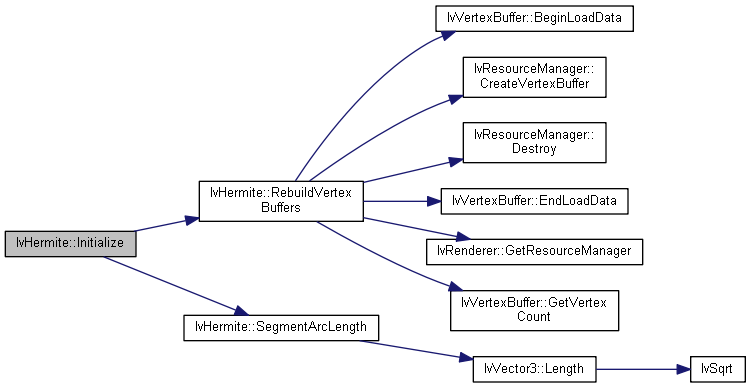 IvVertexBuffer::BeginLoadData
IvResourceManager::
CreateVertexBuffer
IvResourceManager::
Destroy
IvHermite::RebuildVertex
Buffers
IvVertexBuffer::EndLoadData
IvHermite::Initialize
IvRenderer::GetResourceManager
IvVertexBuffer::GetVertex
Count
IvHermite::SegmentArcLength
IvVector3::Length
IvSqrt